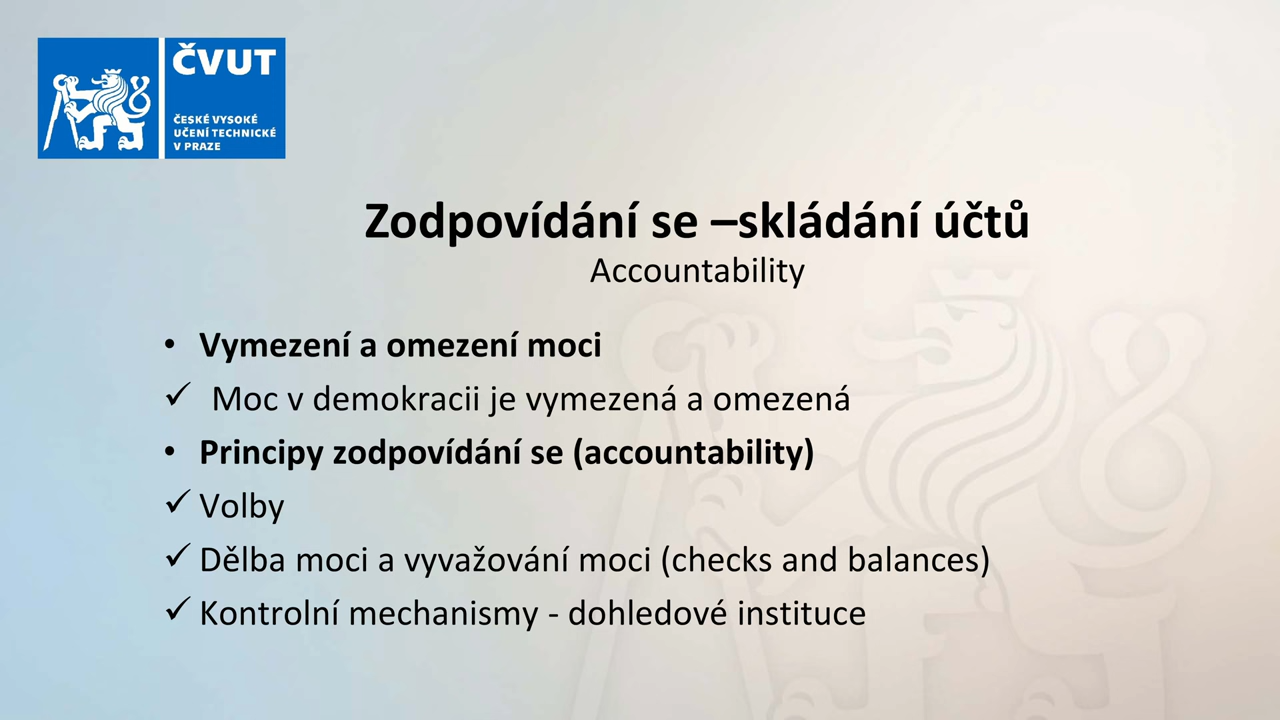 ČVUT
ČESKÉ VYSOKÉ
UČENÍ TECHNICKÉ
V PRAZE
Zodpovídání se –skládání účtů
Accountability
• Vymezení a omezení moci
✓ Moc v demokracii je vymezená a omezená
• Principy zodpovídání se (accountability)
✓ Volby
✓ Dělba moci a vyvažování moci (checks and balances)
✓ Kontrolní mechanismy - dohledové instituce